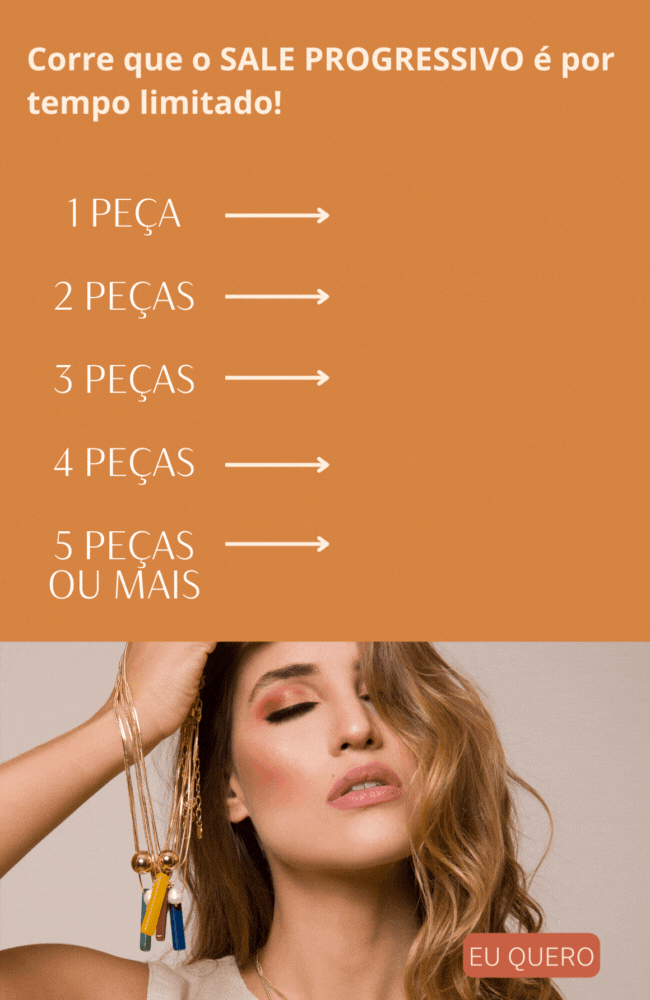 Corre que o SALE PROGRESSIVO é por
tempo limitado!
1 PEÇA
2 PEÇAS
3 PEÇAS
4 PEÇAS
5 PEÇAS
OU MAIS
EU QUERO